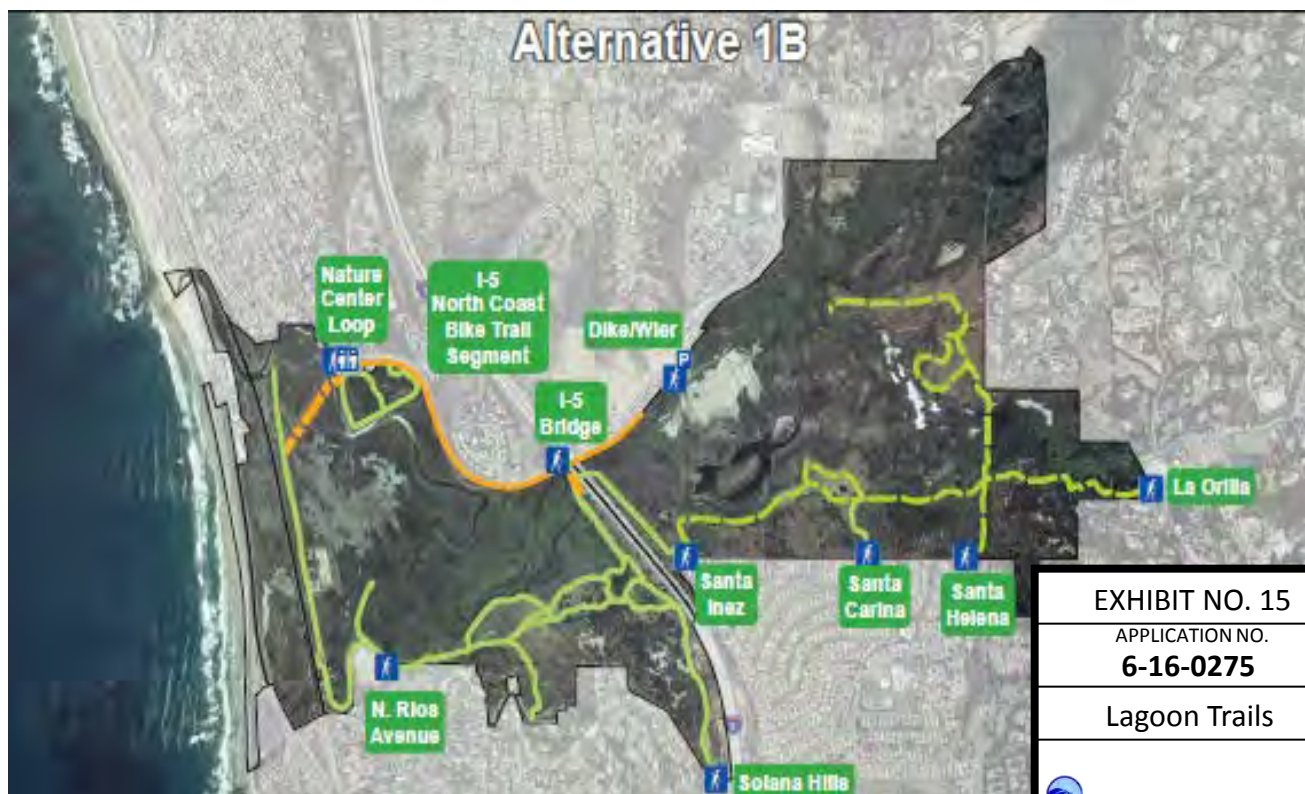 Alternative 1B
Nature
Center
Loop
I-5
North Coast
Bike Trail
Segment
Dike/Wier
P
I-5
Bridge
La Orilla
Santa
Inez
Santa
Carina
Santa
Helena
N. Rios
Avenue
Solana Hills
EXHIBIT NO. 15
APPLICATION NO.
6-16-0275
Lagoon Trails